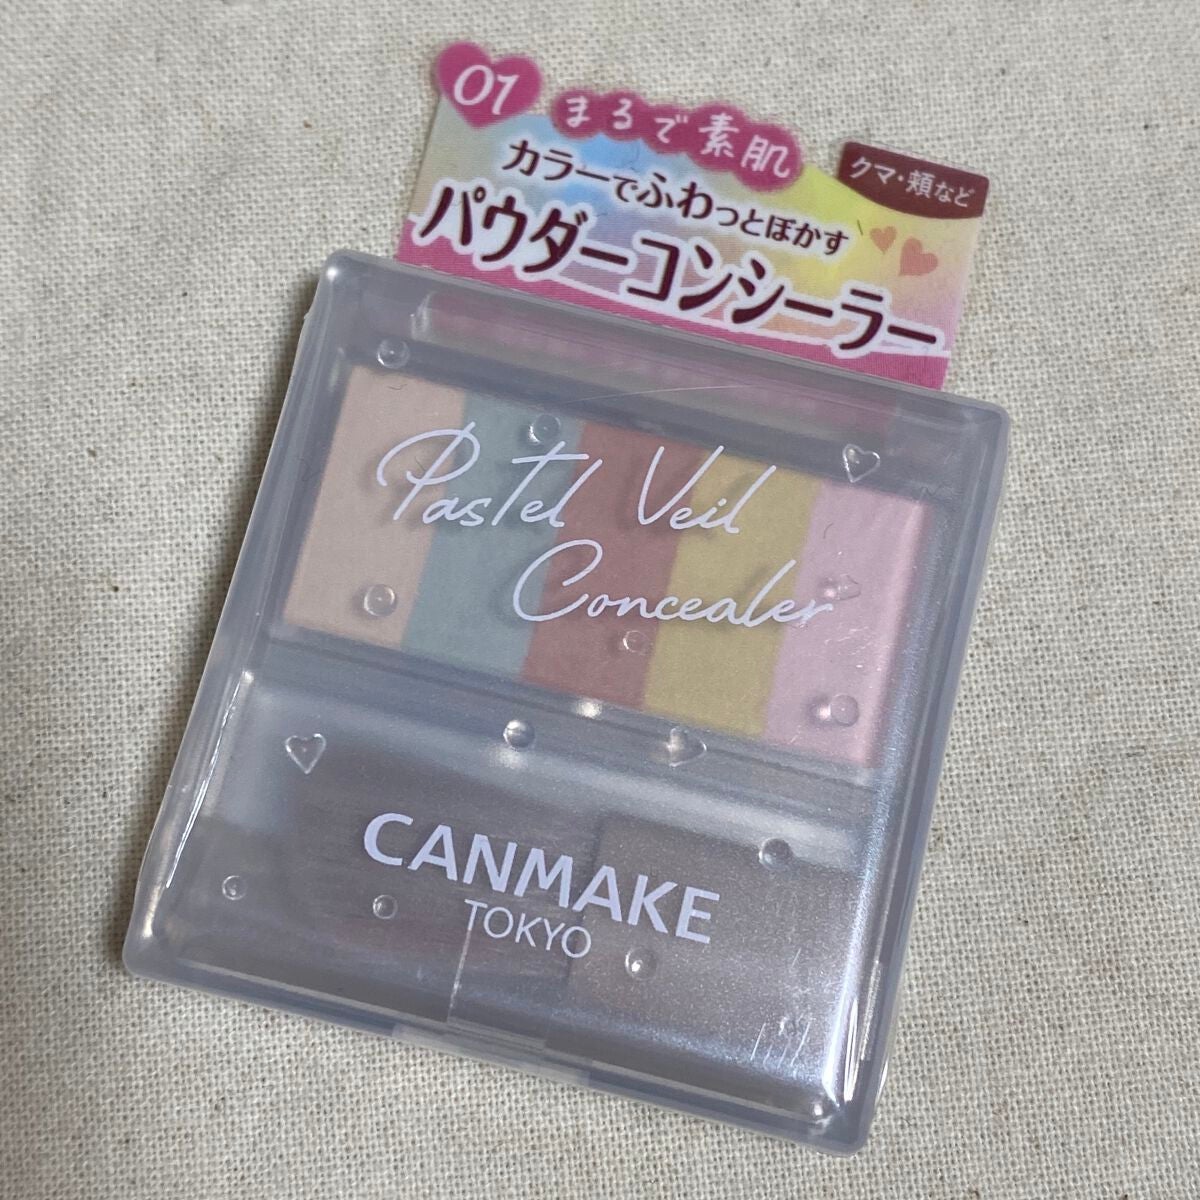 01
まるで素肌
クマ・頬など
カラーでふわっとぼかす
パウダーコンシーラー
Pastel Veil
Concealer
CANMAKE
TOKYO